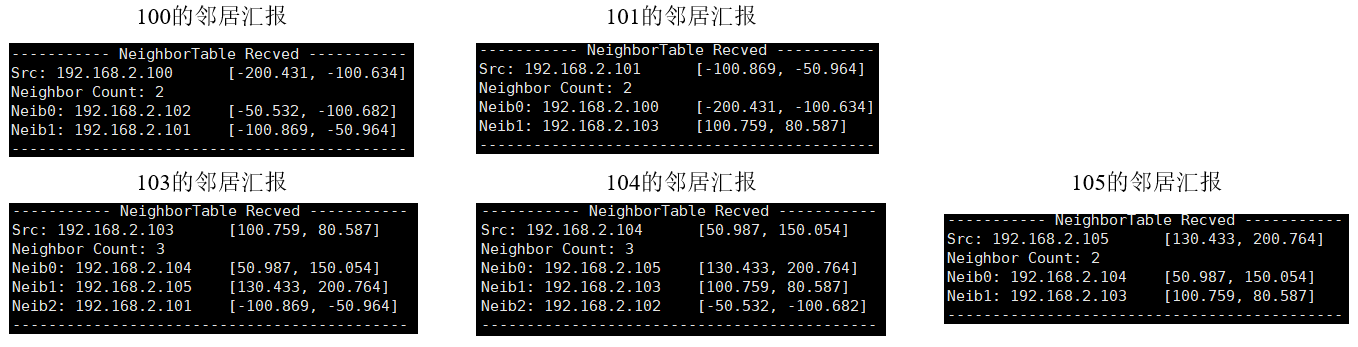 100的邻居汇报
----------- NeighborTable Recved -----------
Src: 192.168.2.100 [-200.431, -100.634]
Neighbor Count: 2
Neib0: 192.168.2.102 [-50.532, -100.682]
Neib1: 192.168.2.101 [-100.869, -50.964]
--------------------------------------------
101的邻居汇报
----------- NeighborTable Recved -----------
Src: 192.168.2.101 [-100.869, -50.964]
Neighbor Count: 2
Neib0: 192.168.2.100 [-200.431, -100.634]
Neib1: 192.168.2.103 [100.759, 80.587]
--------------------------------------------
103的邻居汇报
----------- NeighborTable Recved -----------
Src: 192.168.2.103 [100.759, 80.587]
Neighbor Count: 3
Neib0: 192.168.2.104 [50.987, 150.054]
Neib1: 192.168.2.105 [130.433, 200.764]
Neib2: 192.168.2.101 [-100.869, -50.964]
--------------------------------------------
104的邻居汇报
----------- NeighborTable Recved -----------
Src: 192.168.2.104 [50.987, 150.054]
Neighbor Count: 3
Neib0: 192.168.2.105 [130.433, 200.764]
Neib1: 192.168.2.103 [100.759, 80.587]
Neib2: 192.168.2.102 [-50.532, -100.682]
--------------------------------------------
105的邻居汇报
----------- NeighborTable Recved -----------
Src: 192.168.2.105 [130.433, 200.764]
Neighbor Count: 2
Neib0: 192.168.2.104 [50.987, 150.054]
Neib1: 192.168.2.103 [100.759, 80.587]
--------------------------------------------